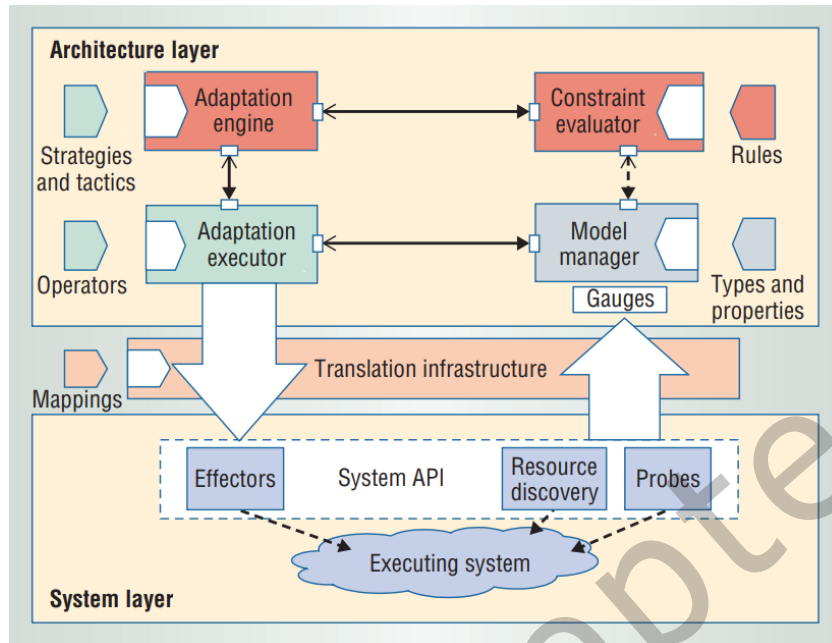 Architecture layer
Adaptation
engine
Constraint
evaluator
Strategies
and tactics
Rules
Adaptation
executor
Model
manager
Operators
Gauges
Types and
properties
Translation infrastructure
Mappings
Effectors
System API
Resource
discovery
Probes
Executing system
System layer